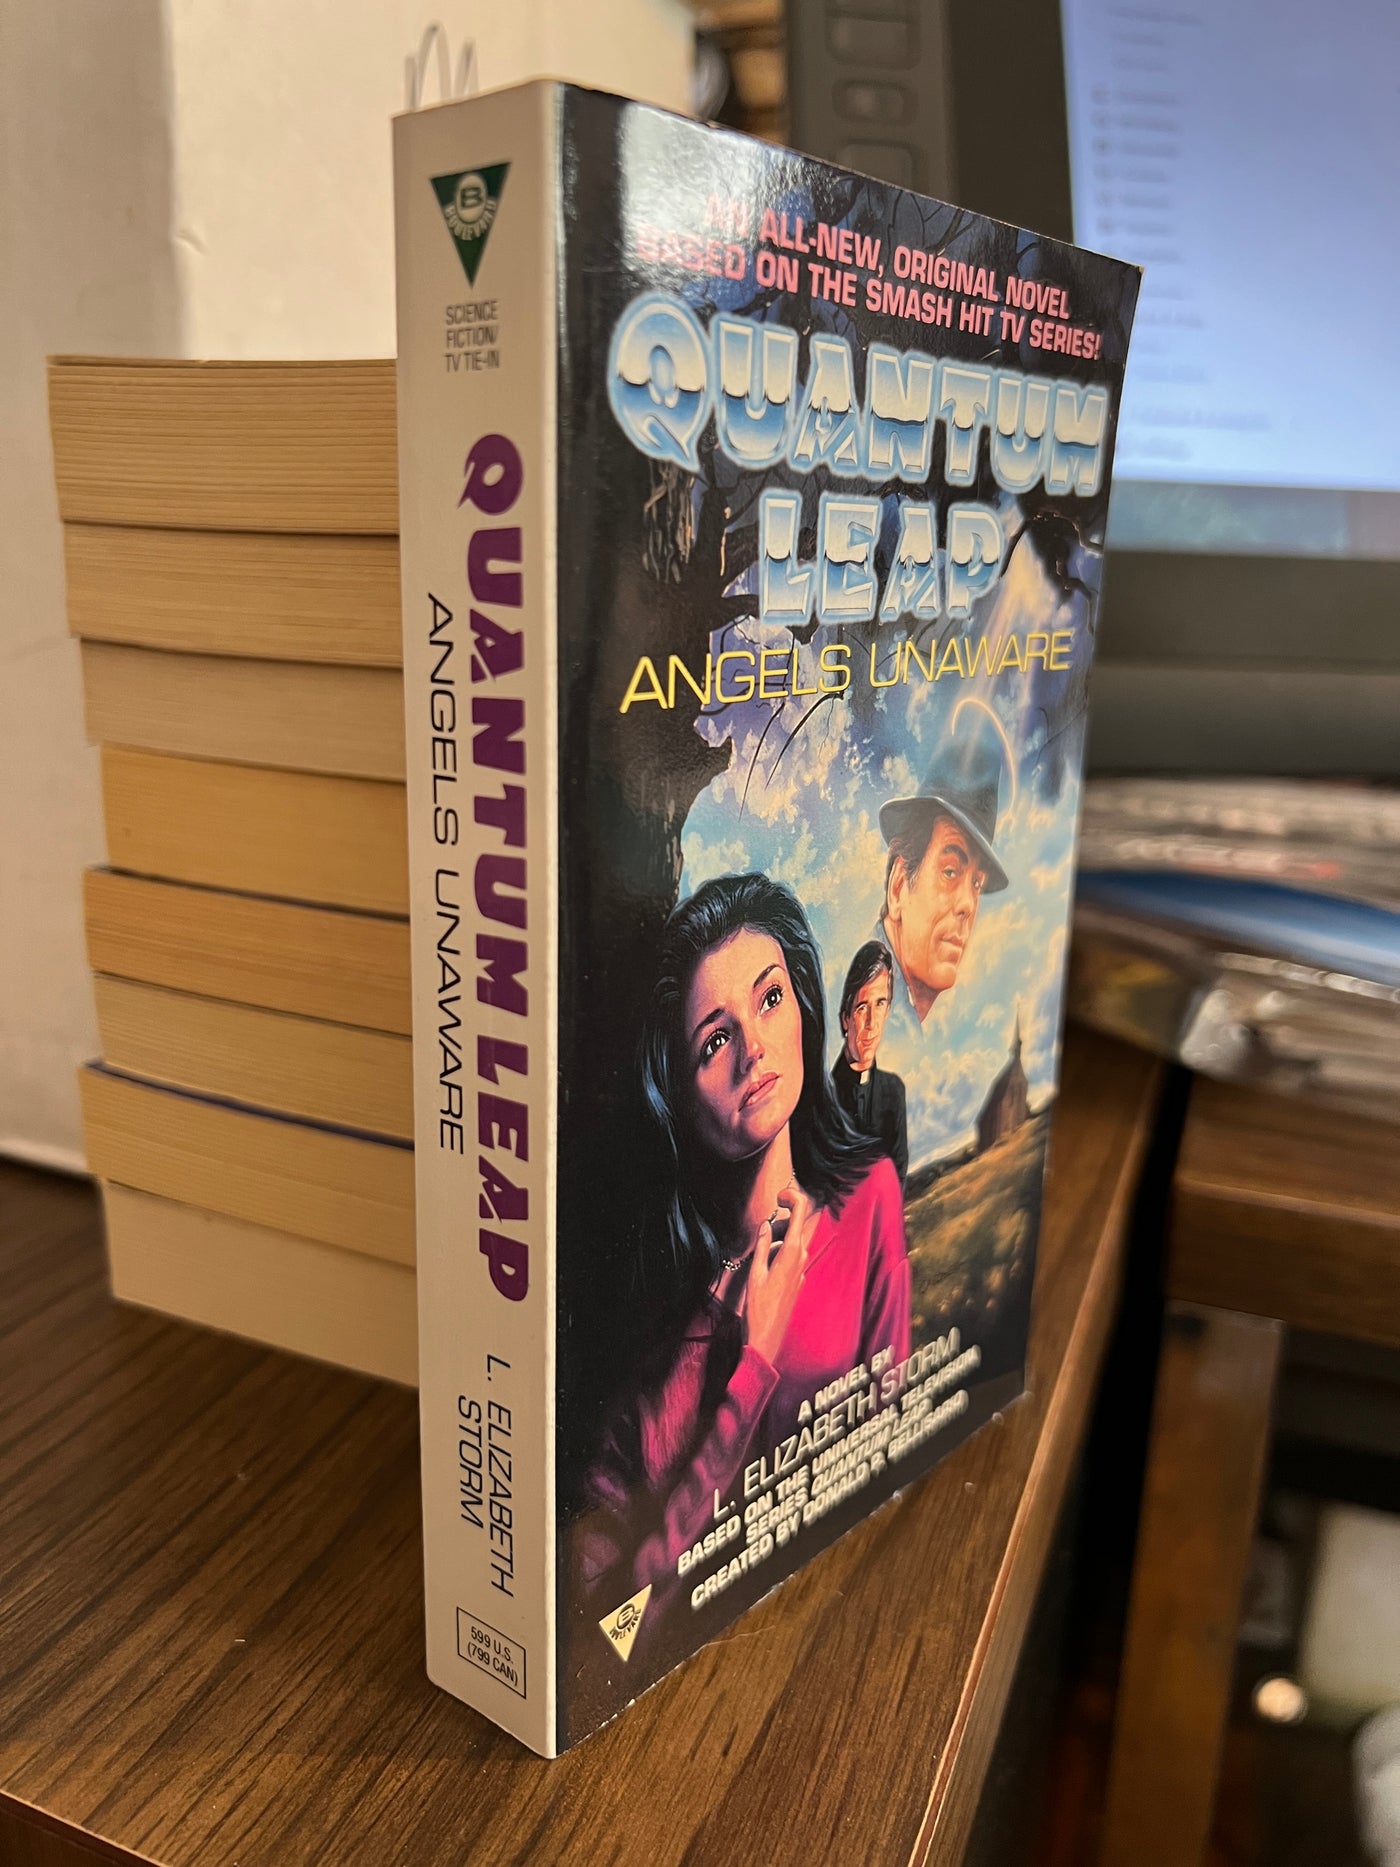 B
BOULEVARD
SCIENCE
FICTION/
TV TIE-IN
QUANTUM LEAP
ANGELS UNAWARE
L. ELIZABETH
STORM
599 U.S.
(799 CAN)
AN ALL-NEW, ORIGINAL NOVEL
BASED ON THE SMASH HIT TV SERIES!
QUANTUM
LEAP
ANGELS UNAWARE
A NOVEL BY
L. ELIZABETH STORM
BASED ON THE UNIVERSAL TELEVISION
SERIES QUANTUM LEAP
CREATED BY DONALD P. BELLISARIO
B
BOULEVARD